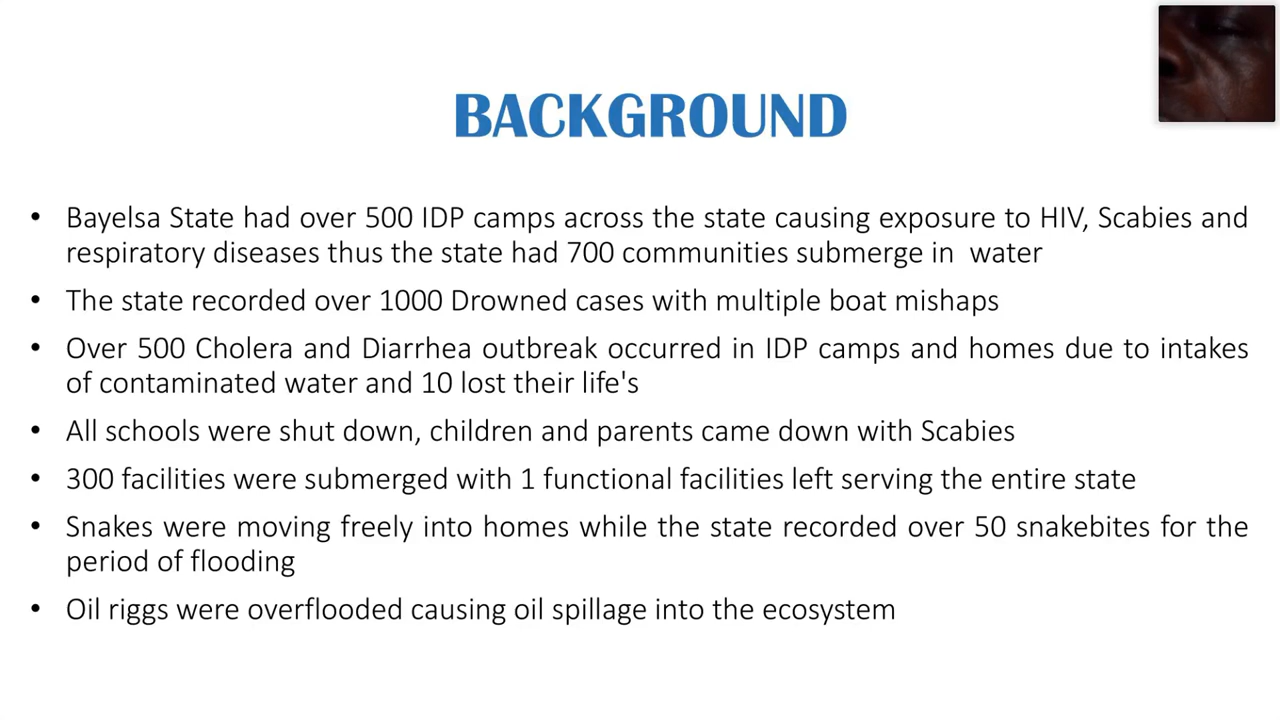 BACKGROUND
• Bayelsa State had over 500 IDP camps across the state causing exposure to HIV, Scabies and
respiratory diseases thus the state had 700 communities submerge in  water
• The state recorded over 1000 Drowned cases with multiple boat mishaps
• Over 500 Cholera and Diarrhea outbreak occurred in IDP camps and homes due to intakes
of contaminated water and 10 lost their life's
• All schools were shut down, children and parents came down with Scabies
• 300 facilities were submerged with 1 functional facilities left serving the entire state
• Snakes were moving freely into homes while the state recorded over 50 snakebites for the
period of flooding
• Oil riggs were overflooded causing oil spillage into the ecosystem